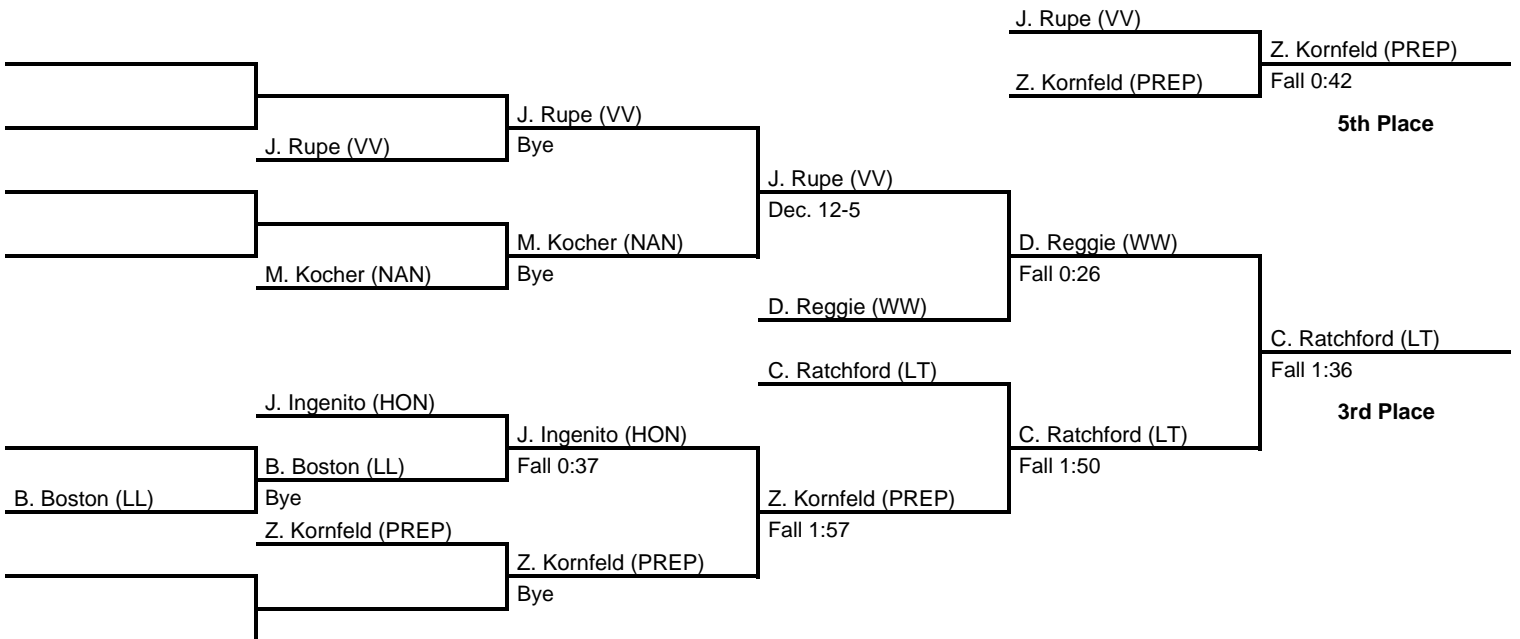 J. Rupe (VV)
Z. Kornfeld (PREP)
Z. Kornfeld (PREP)
Fall 0:42
5th Place
J. Rupe (VV)
J. Rupe (VV)
Bye
J. Rupe (VV)
Dec. 12-5
M. Kocher (NAN)
M. Kocher (NAN)
Bye
D. Reggie (WW)
Fall 0:26
D. Reggie (WW)
C. Ratchford (LT)
Fall 1:36
3rd Place
C. Ratchford (LT)
J. Ingenito (HON)
J. Ingenito (HON)
Fall 0:37
C. Ratchford (LT)
Fall 1:50
B. Boston (LL)
B. Boston (LL)
Bye
Z. Kornfeld (PREP)
Fall 1:57
Z. Kornfeld (PREP)
Z. Kornfeld (PREP)
Bye